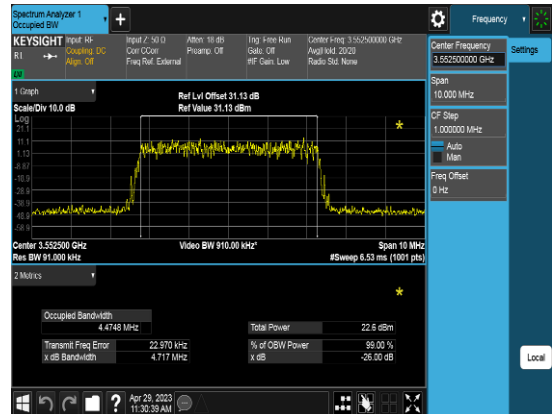 Spectrum Analyzer 1
Occupied BW
Frequency
KEYSIGHT Input: RF
Coupling: DC
Align: Off
Input Z: 50 Ω
Corr CCorr
Freq Ref: External
Atten: 18 dB
Preamp: Off
Trig: Free Run
Gate: Off
#IF Gain: Low
Center Freq: 3.552500000 GHz
Avg|Hold: 20/20
Radio Std: None
1 Graph
Scale/Div 10.0 dB
Ref Lvl Offset 31.13 dB
Ref Value 31.13 dBm
Log
21.1
11.1
1.13
-8.87
-18.9
-28.9
-38.9
-48.9
-58.9
Center 3.552500 GHz
Res BW 91.000 kHz
Video BW 910.00 kHz*
Span 10 MHz
#Sweep 6.53 ms (1001 pts)
2 Metrics
Occupied Bandwidth
4.4748 MHz
Total Power 22.6 dBm
Transmit Freq Error 22.970 kHz
% of OBW Power 99.00 %
x dB Bandwidth 4.717 MHz
x dB -26.00 dB
Center Frequency
3.552500000 GHz
Settings
Span
10.000 MHz
CF Step
1.000000 MHz
Auto
Man
Freq Offset
0 Hz
Local
Apr 29, 2023
11:30:39 AM